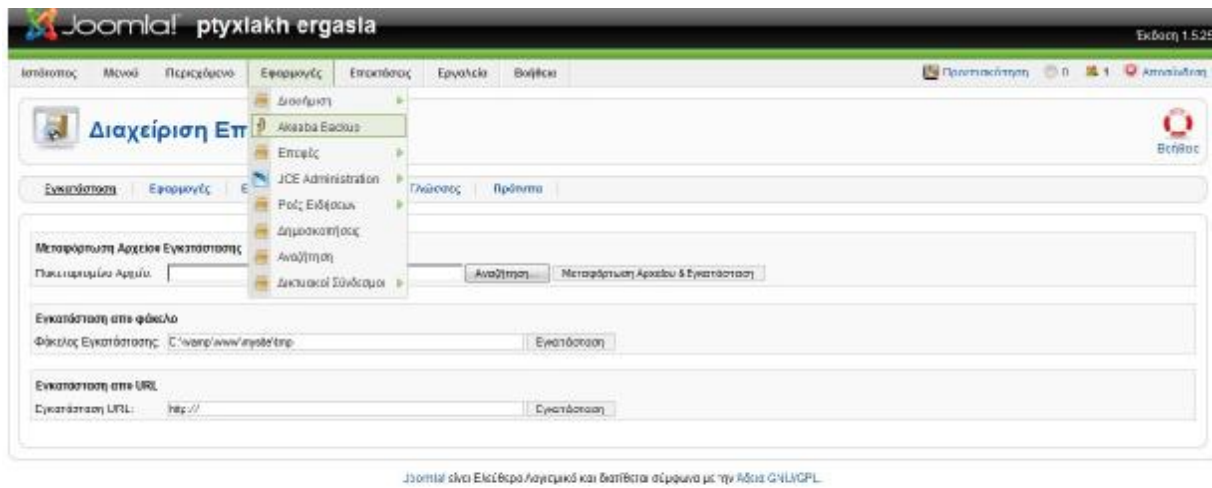 Joomla! ptyxiakh ergasia
Έκδοση 1.5.25
Ιστότοπος Μενού Περιεχόμενο Εφαρμογές Επεκτάσεις Εργαλεία Βοήθεια Προεπισκόπηση 0 1 Αποσύνδεση
Διαφήμιση
Διαχείριση Επ
Akeeba Backup
Βοήθεια
Επαφές
JCE Administration
Εγκατάσταση Εφαρμογές Ε Γλώσσες Πρότυπα
Ροές Ειδήσεων
Δημοσκοπήσεις
Μεταφόρτωση Αρχείου Εγκατάστασης
Αναζήτηση
Πακεταρισμένο Αρχείο: Αναζήτηση... Μεταφόρτωση Αρχείου & Εγκατάσταση
Δικτυακοί Σύνδεσμοι
Εγκατάσταση απο φάκελο
Φάκελος Εγκατάστασης: C:\wamp\www\mysite\tmp Εγκατάσταση
Εγκατάσταση απο URL
Εγκατάσταση URL: http:// Εγκατάσταση
Joomla! είναι Ελεύθερο Λογισμικό και διατίθεται σύμφωνα με την Άδεια GNU/GPL.